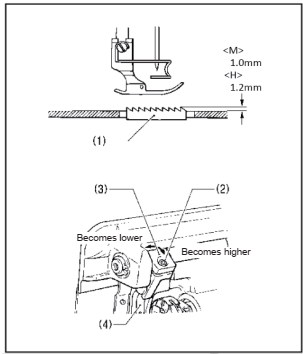 <M>
1.0mm
<H>
1.2mm
(1)
(3)
(2)
Becomes lower
Becomes higher
(4)